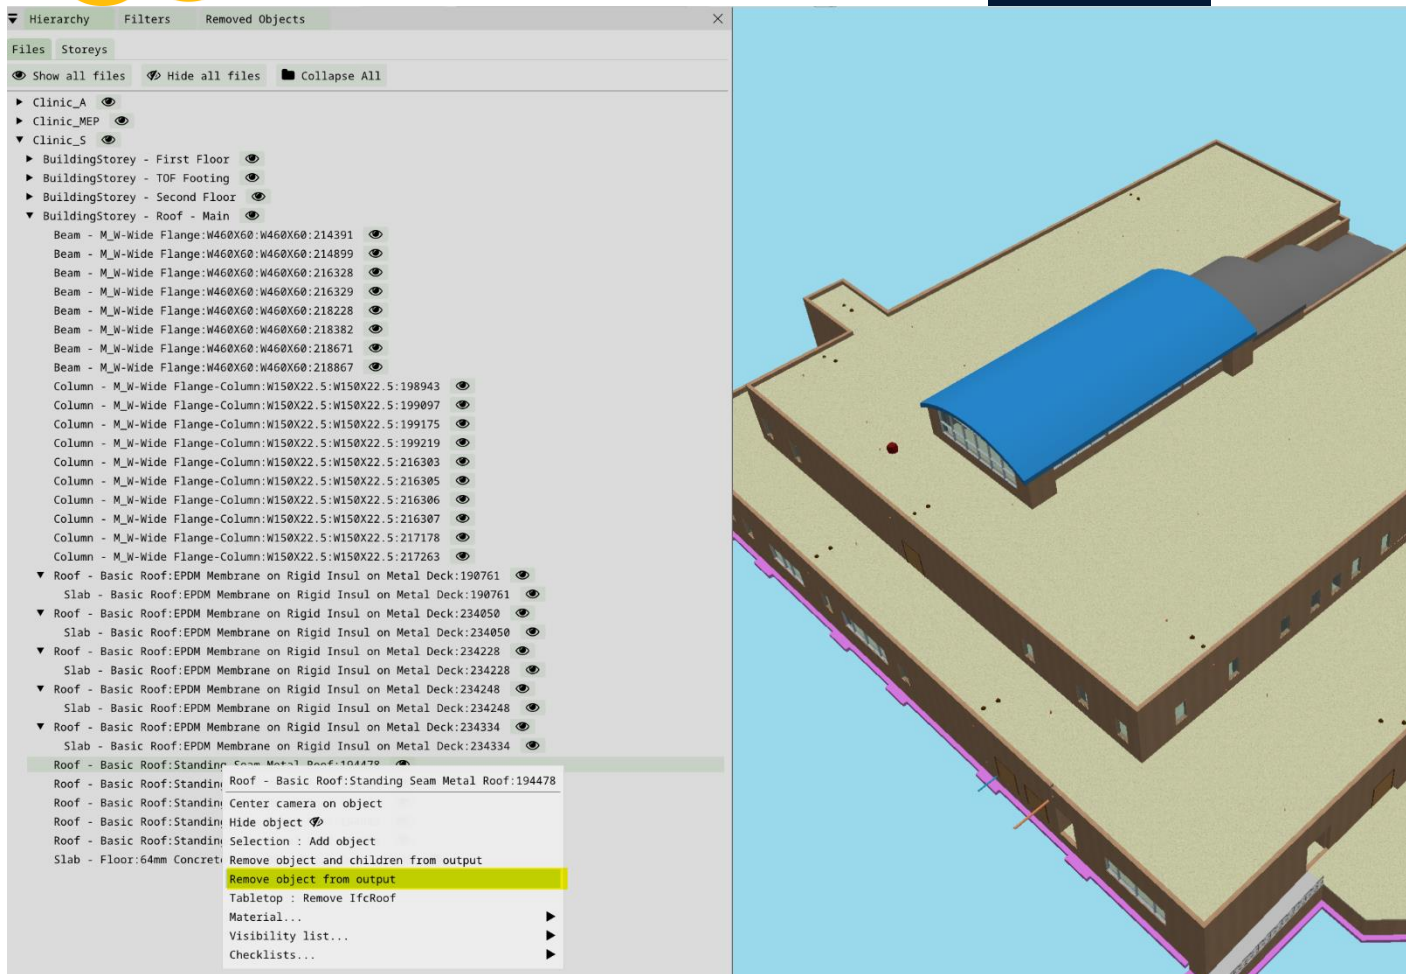 Hierarchy Filters Removed Objects
Files Storeys
Show all files Hide all files Collapse All
Clinic_A
Clinic_MEP
Clinic_S
BuildingStorey - First Floor
BuildingStorey - TOF Footing
BuildingStorey - Second Floor
BuildingStorey - Roof - Main
Beam - M_W-Wide Flange:W460X60:W460X60:214391
Beam - M_W-Wide Flange:W460X60:W460X60:214899
Beam - M_W-Wide Flange:W460X60:W460X60:216328
Beam - M_W-Wide Flange:W460X60:W460X60:216329
Beam - M_W-Wide Flange:W460X60:W460X60:218228
Beam - M_W-Wide Flange:W460X60:W460X60:218382
Beam - M_W-Wide Flange:W460X60:W460X60:218671
Beam - M_W-Wide Flange:W460X60:W460X60:218867
Column - M_W-Wide Flange-Column:W150X22.5:W150X22.5:198943
Column - M_W-Wide Flange-Column:W150X22.5:W150X22.5:199097
Column - M_W-Wide Flange-Column:W150X22.5:W150X22.5:199175
Column - M_W-Wide Flange-Column:W150X22.5:W150X22.5:199219
Column - M_W-Wide Flange-Column:W150X22.5:W150X22.5:216303
Column - M_W-Wide Flange-Column:W150X22.5:W150X22.5:216305
Column - M_W-Wide Flange-Column:W150X22.5:W150X22.5:216306
Column - M_W-Wide Flange-Column:W150X22.5:W150X22.5:216307
Column - M_W-Wide Flange-Column:W150X22.5:W150X22.5:217178
Column - M_W-Wide Flange-Column:W150X22.5:W150X22.5:217263
Roof - Basic Roof:EPDM Membrane on Rigid Insul on Metal Deck:190761
Slab - Basic Roof:EPDM Membrane on Rigid Insul on Metal Deck:190761
Roof - Basic Roof:EPDM Membrane on Rigid Insul on Metal Deck:234050
Slab - Basic Roof:EPDM Membrane on Rigid Insul on Metal Deck:234050
Roof - Basic Roof:EPDM Membrane on Rigid Insul on Metal Deck:234228
Slab - Basic Roof:EPDM Membrane on Rigid Insul on Metal Deck:234228
Roof - Basic Roof:EPDM Membrane on Rigid Insul on Metal Deck:234248
Slab - Basic Roof:EPDM Membrane on Rigid Insul on Metal Deck:234248
Roof - Basic Roof:EPDM Membrane on Rigid Insul on Metal Deck:234334
Slab - Basic Roof:EPDM Membrane on Rigid Insul on Metal Deck:234334
Roof - Basic Roof:Standing Seam Metal Roof:194478
Roof - Basic Roof:Standing
Roof - Basic Roof:Standing
Roof - Basic Roof:Standing
Roof - Basic Roof:Standing
Slab - Floor:64mm Concret
Roof - Basic Roof:Standing Seam Metal Roof:194478
Center camera on object
Hide object
Selection : Add object
Remove object and children from output
Remove object from output
Tabletop : Remove IfcRoof
Material...
Visibility list...
Checklists...